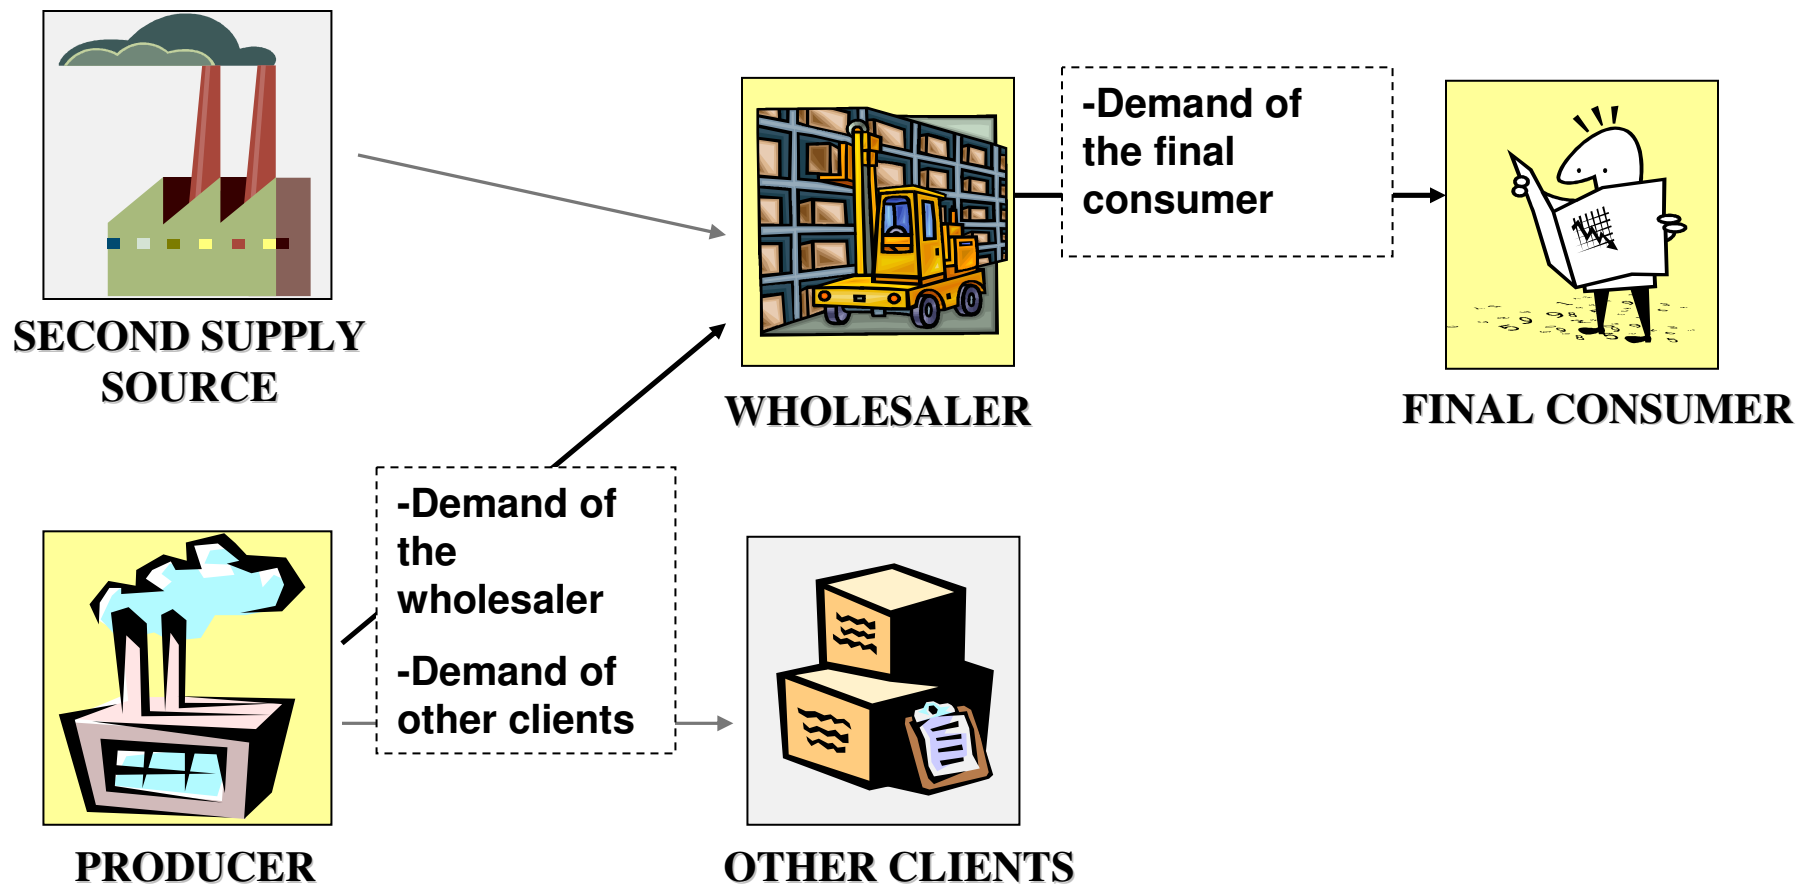 -Demand of
the final
consumer
SECOND SUPPLY
SOURCE
WHOLESALER
FINAL CONSUMER
-Demand of
the
wholesaler
-Demand of
other clients
PRODUCER
OTHER CLIENTS